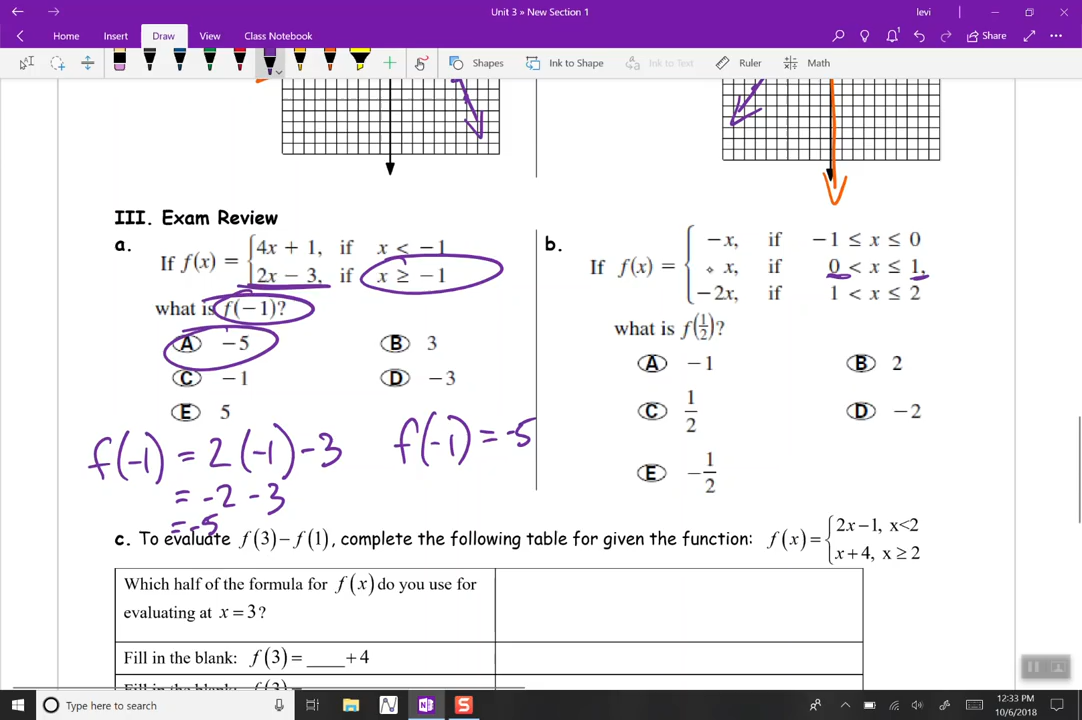 Unit 3 » New Section 1
levi
Home Insert Draw View Class Notebook
Share
Shapes Ink to Shape Ink to Text Ruler Math
III. Exam Review
a.
If f(x) = { 4x + 1, if x < −1
2x − 3, if x ≥ −1
what is f(−1)?
A −5 B 3
C −1 D −3
E 5
f(-1) = 2(-1) -3
= -2 -3
= -5
f(-1) = -5
b.
If f(x) = { −x, if −1 ≤ x ≤ 0
x, if 0 < x ≤ 1,
−2x, if 1 < x ≤ 2
what is f(1/2)?
A −1 B 2
C 1/2 D −2
E −1/2
c. To evaluate f(3) − f(1), complete the following table for given the function: f(x) = { 2x −1, x<2
x + 4, x ≥ 2
Which half of the formula for f(x) do you use for
evaluating at x = 3?
Fill in the blank: f(3) = ____ + 4
Fill in the blank: f(3) =
Type here to search
12:33 PM
10/6/2018